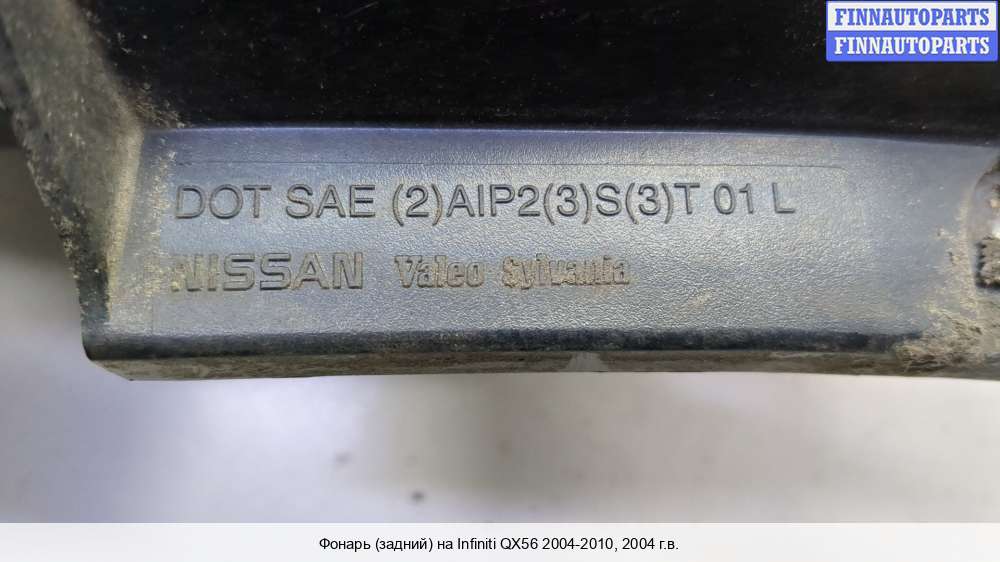 FINNAUTOPARTS
FINNAUTOPARTS
DOT SAE (2)AIP2(3)S(3)T 01 L
NISSAN Valeo Sylvania
Фонарь (задний) на Infiniti QX56 2004-2010, 2004 г.в.